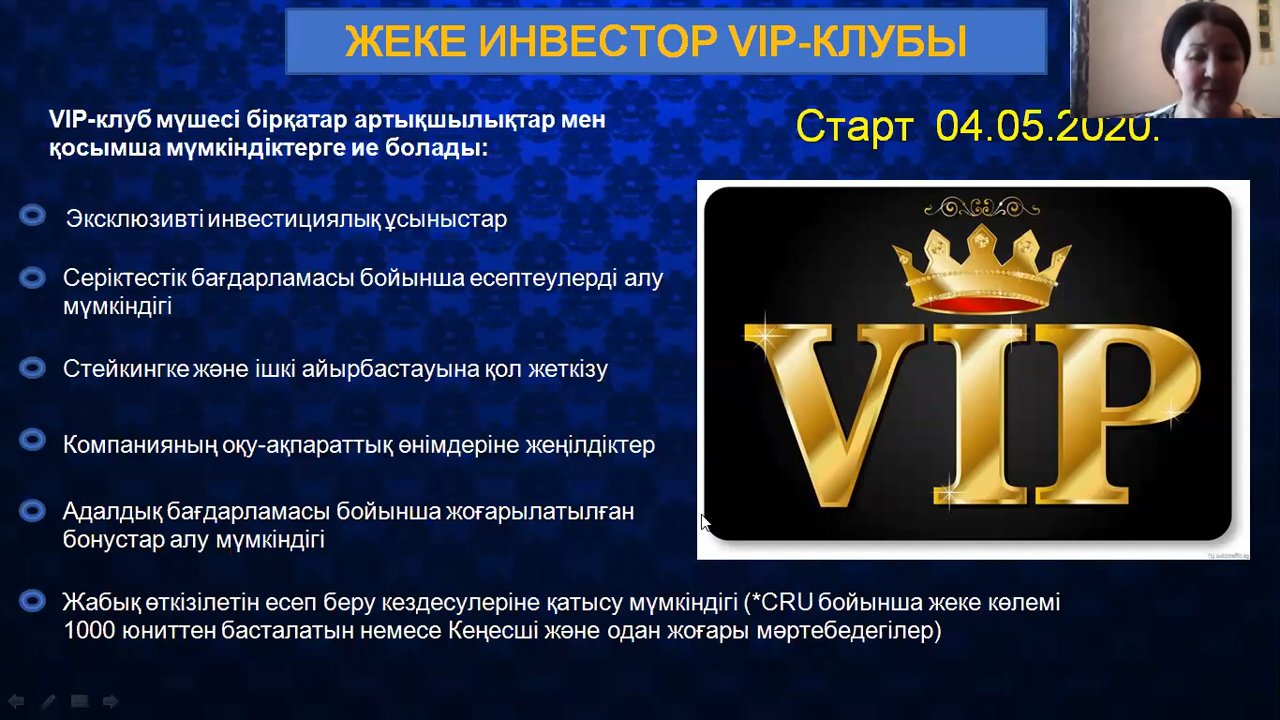 ЖЕКЕ ИНВЕСТОР VIP-КЛУБЫ
VIP-клуб мүшесі бірқатар артықшылықтар мен
қосымша мүмкіндіктерге ие болады:
Старт 04.05.2020.
Эксклюзивті инвестициялық ұсыныстар
Серіктестік бағдарламасы бойынша есептеулерді алу
мүмкіндігі
Стейкингке және ішкі айырбастауына қол жеткізу
Компанияның оқу-ақпараттық өнімдеріне жеңілдіктер
Адалдық бағдарламасы бойынша жоғарылатылған
бонустар алу мүмкіндігі
Жабық өткізілетін есеп беру кездесулеріне қатысу мүмкіндігі (*CRU бойынша жеке көлемі
1000 юниттен басталатын немесе Кеңесші және одан жоғары мәртебедегілер)
VIP